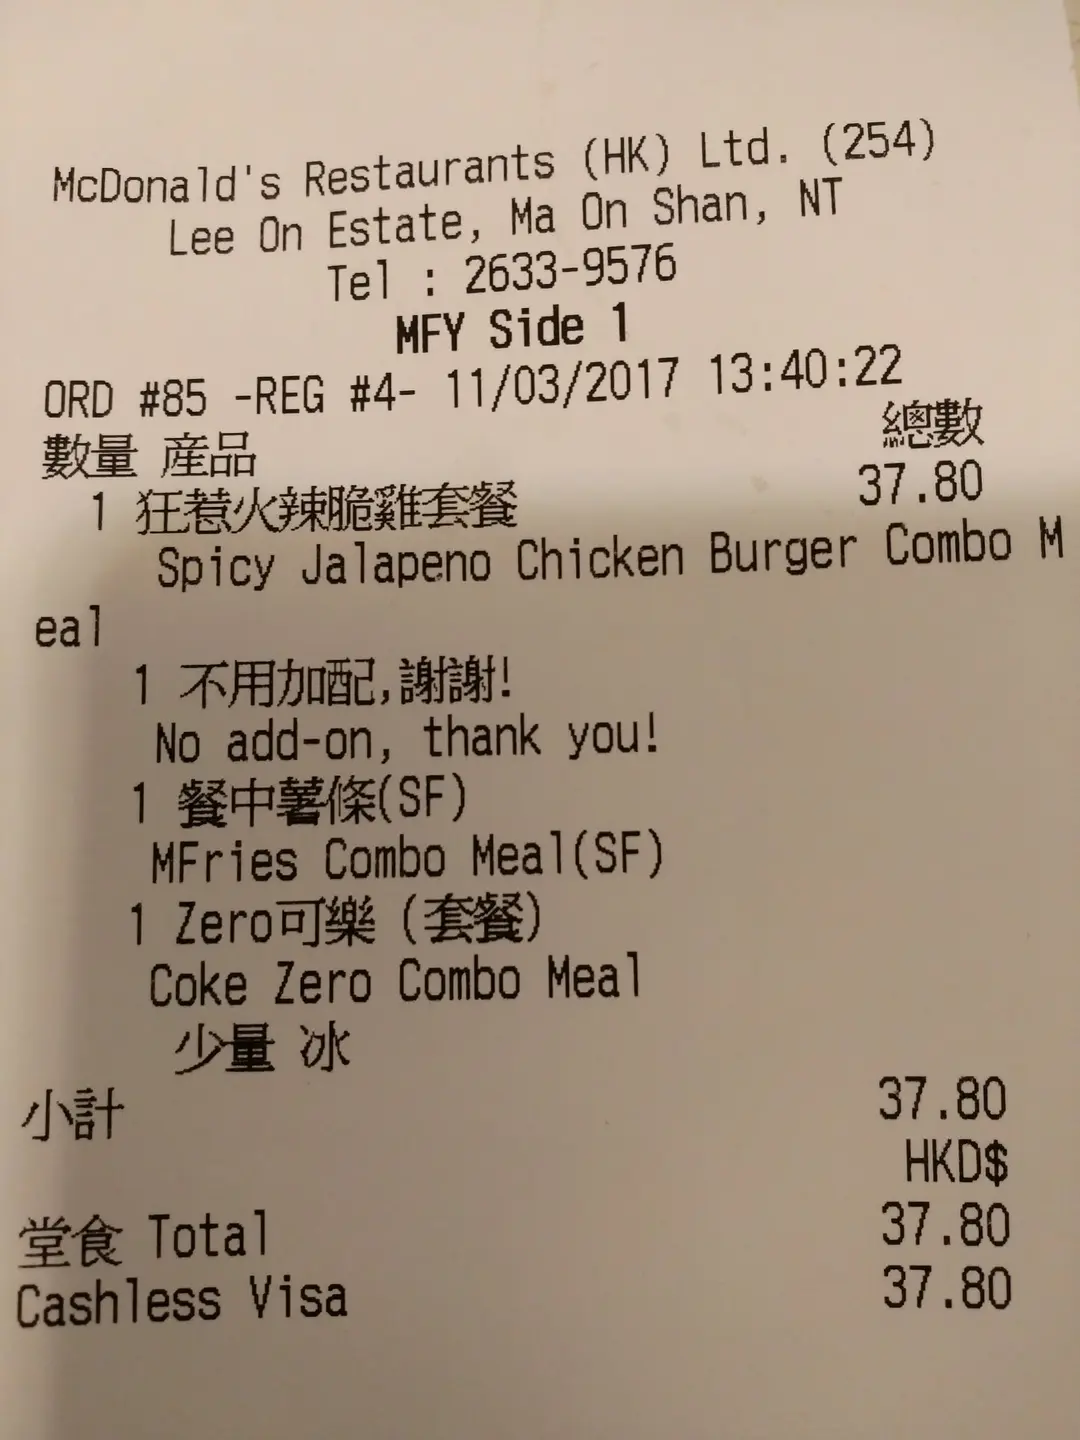 McDonald's Restaurants (HK) Ltd. (254)
Lee On Estate, Ma On Shan, NT
Tel : 2633-9576
MFY Side 1
ORD #85 -REG #4- 11/03/2017 13:40:22
數量 產品 總數
1 狂惹火辣脆雞套餐 37.80
Spicy Jalapeno Chicken Burger Combo M
eal
1 不用加配,謝謝!
No add-on, thank you!
1 餐中薯條(SF)
MFries Combo Meal(SF)
1 Zero可樂 (套餐)
Coke Zero Combo Meal
少量 冰
小計 37.80
HKD$
堂食 Total 37.80
Cashless Visa 37.80